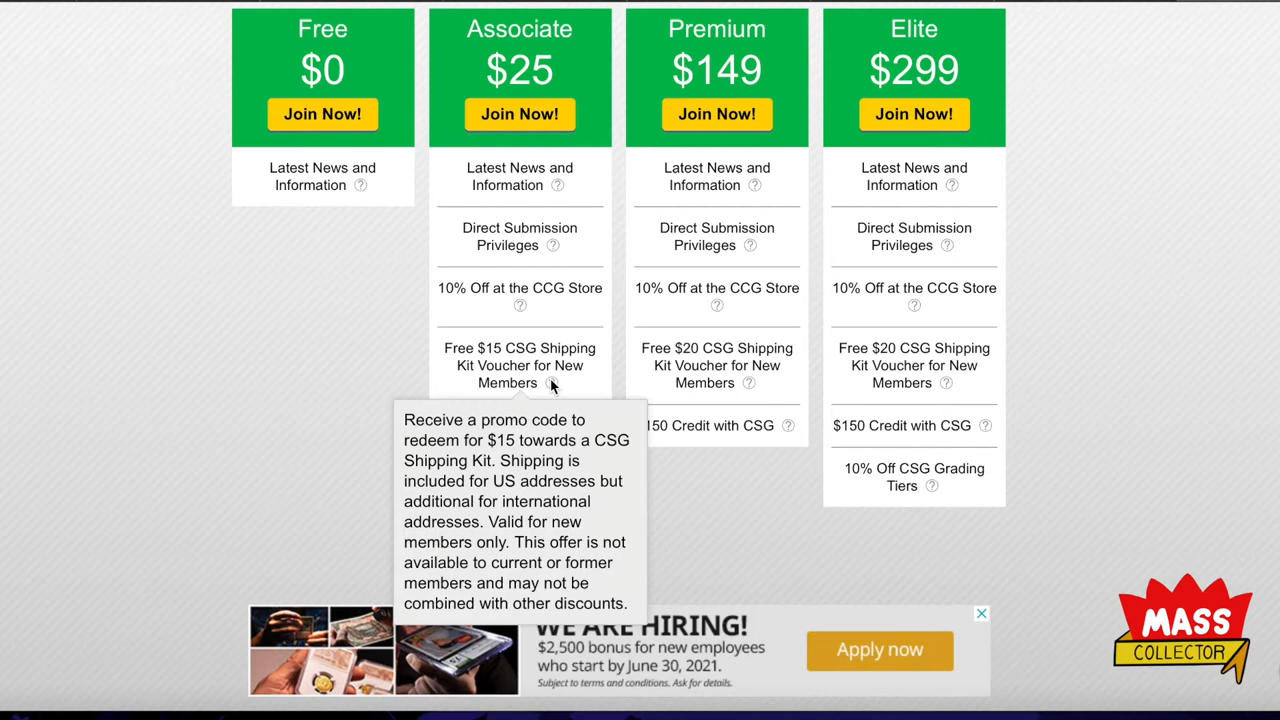 Free
$0
Join Now!
Latest News and
Information ?
Associate
$25
Join Now!
Latest News and
Information ?
Direct Submission
Privileges ?
10% Off at the CCG Store
?
Free $15 CSG Shipping
Kit Voucher for New
Members ?
Receive a promo code to
redeem for $15 towards a CSG
Shipping Kit. Shipping is
included for US addresses but
additional for international
addresses. Valid for new
members only. This offer is not
available to current or former
members and may not be
combined with other discounts.
Premium
$149
Join Now!
Latest News and
Information ?
Direct Submission
Privileges ?
10% Off at the CCG Store
?
Free $20 CSG Shipping
Kit Voucher for New
Members ?
150 Credit with CSG ?
Elite
$299
Join Now!
Latest News and
Information ?
Direct Submission
Privileges ?
10% Off at the CCG Store
?
Free $20 CSG Shipping
Kit Voucher for New
Members ?
$150 Credit with CSG ?
10% Off CSG Grading
Tiers ?
WE ARE HIRING!
$2,500 bonus for new employees
who start by June 30, 2021.
Subject to terms and conditions. Ask for details.
Apply now
MASS
COLLECTOR